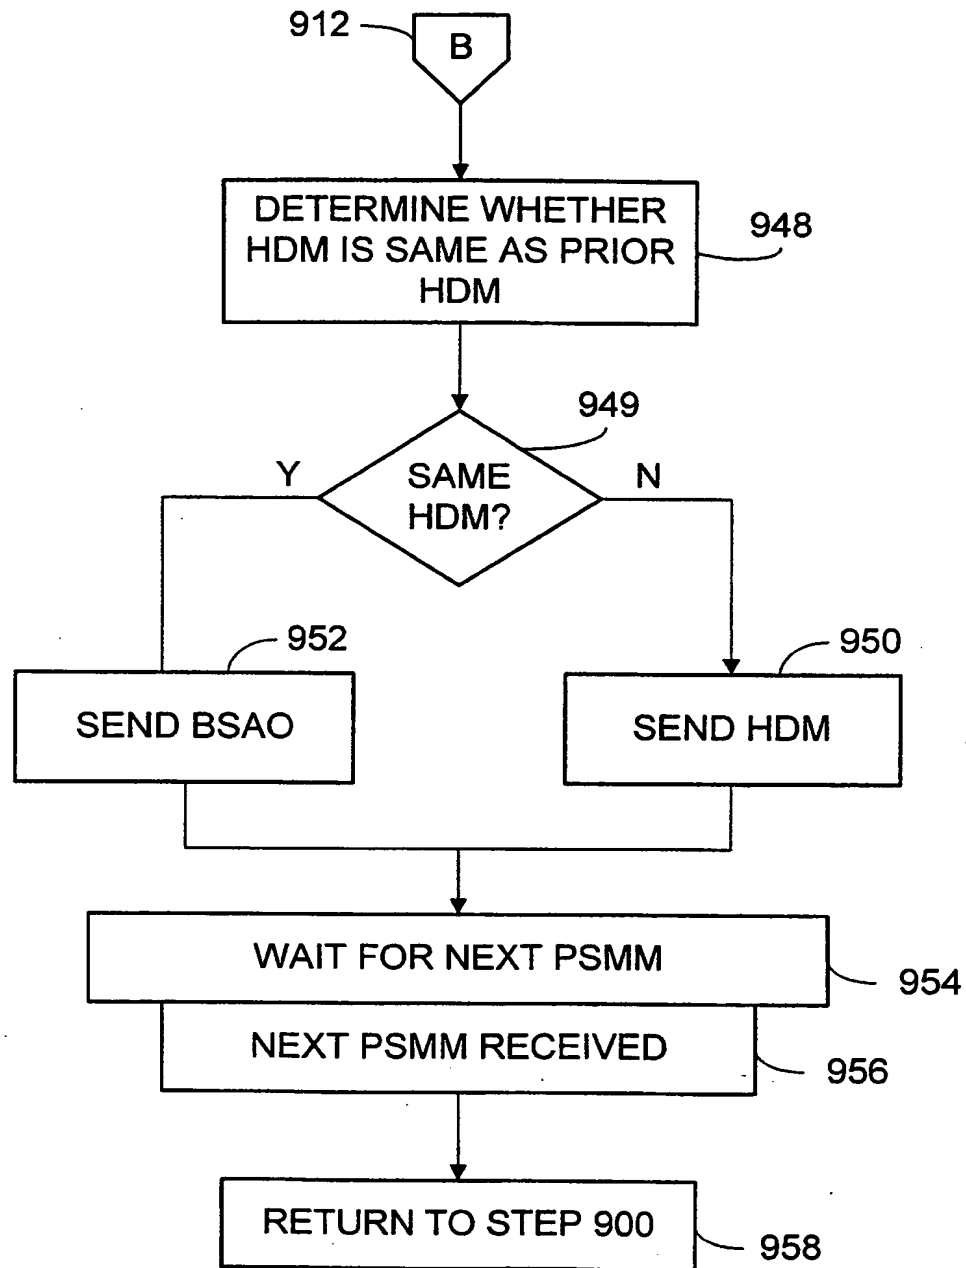 912
B
DETERMINE WHETHER
HDM IS SAME AS PRIOR
HDM
948
949
Y
SAME
HDM?
N
952
950
SEND BSAO
SEND HDM
WAIT FOR NEXT PSMM
954
NEXT PSMM RECEIVED
956
RETURN TO STEP 900
958